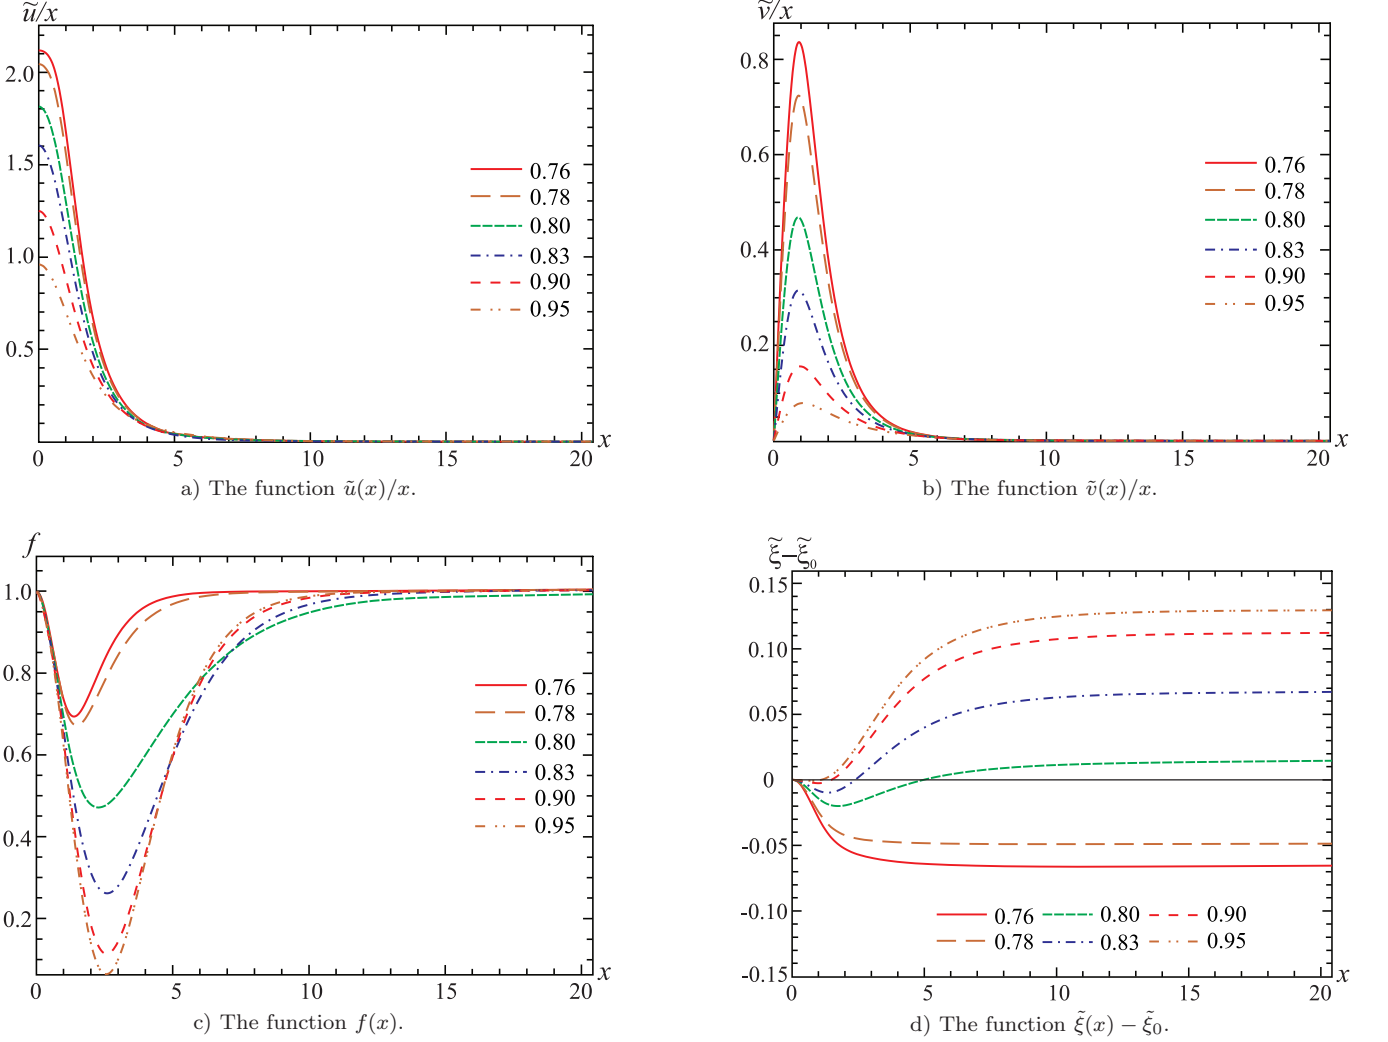 ũ/x
2.0
1.5
1.0
0.5
0 5 10 15 20 x
0.76
0.78
0.80
0.83
0.90
0.95
a) The function ũ(x)/x.
ṽ/x
0.8
0.6
0.4
0.2
0 5 10 15 20 x
0.76
0.78
0.80
0.83
0.90
0.95
b) The function ṽ(x)/x.
f
1.0
0.8
0.6
0.4
0.2
0 5 10 15 20 x
0.76
0.78
0.80
0.83
0.90
0.95
c) The function f(x).
ξ̃–ξ̃₀
0.15
0.10
0.05
0
-0.05
-0.10
-0.15
0 5 10 15 20 x
0.76 0.80 0.90
0.78 0.83 0.95
d) The function ξ̃(x) − ξ̃₀.